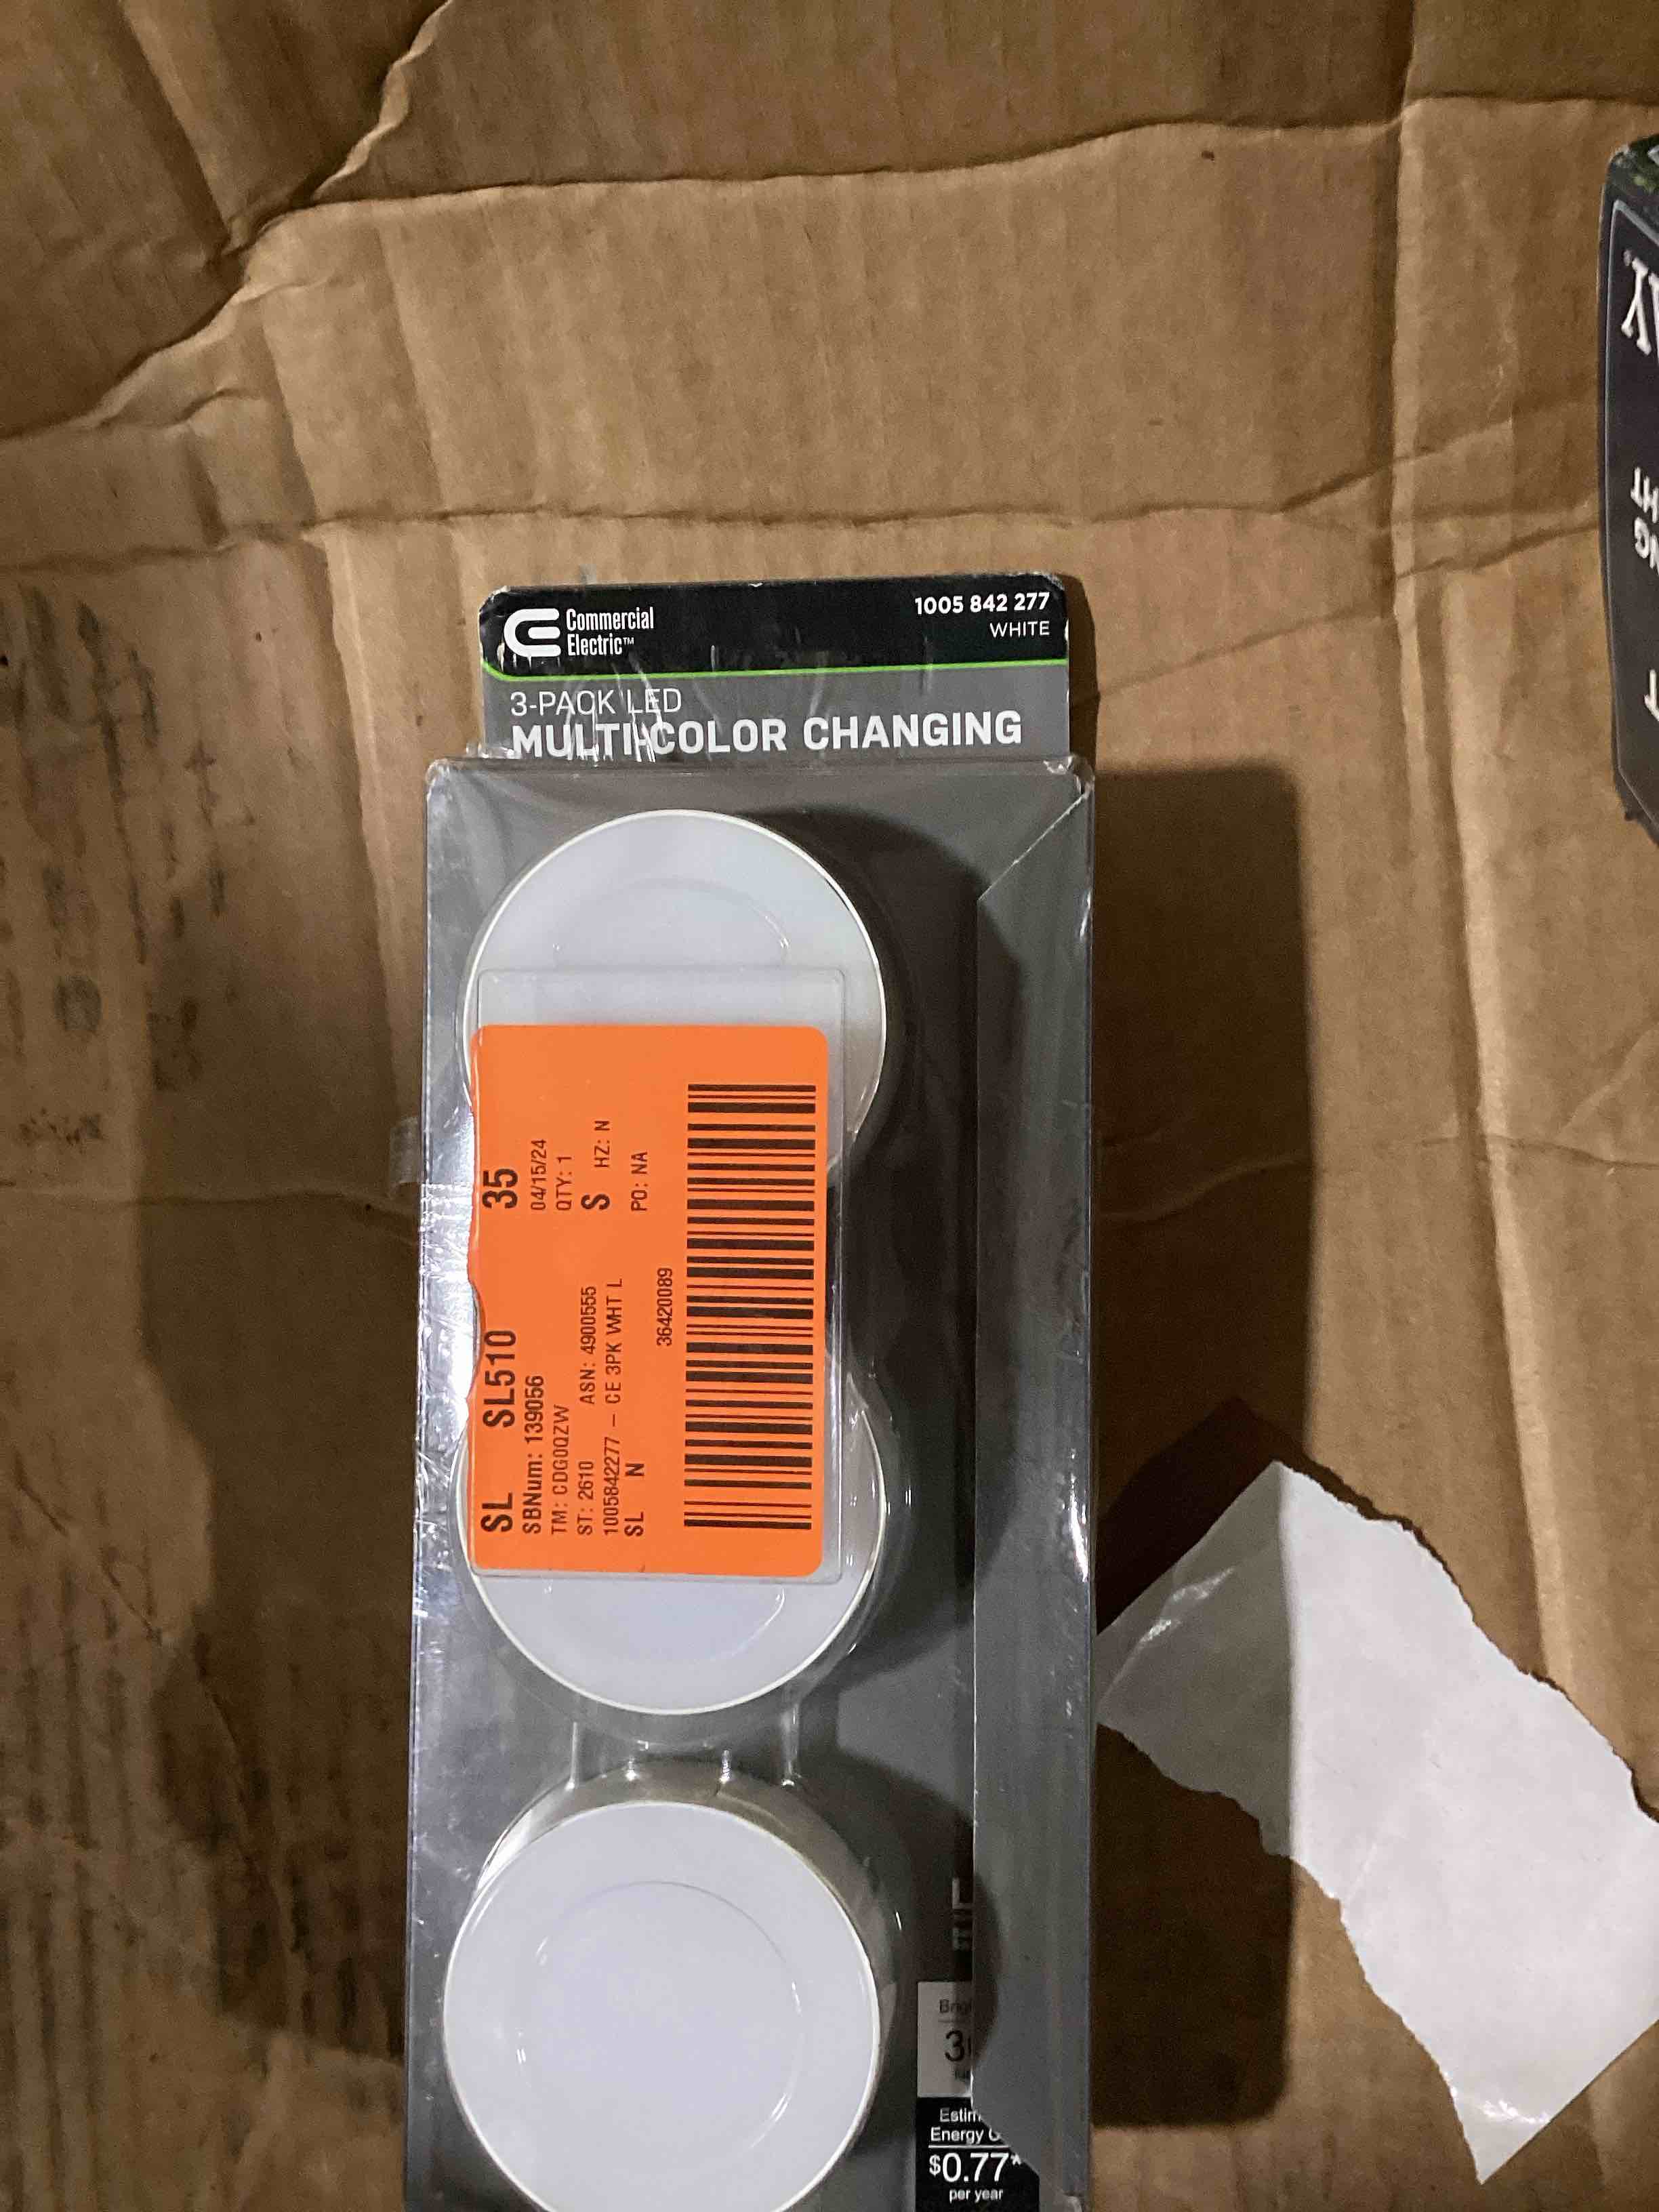 Commercial
Electric™
1005 842 277
WHITE
3-PACK LED
MULTI-COLOR CHANGING
SL SL510 35
SBNum: 139056 04/15/24
TM: CDG0QZW QTY: 1
ST: 2610 ASN: 4900555 S HZ: N
1005842277 - CE 3PK WHT L
SL N PO: NA
36420089
Energy
$0.77*
per year